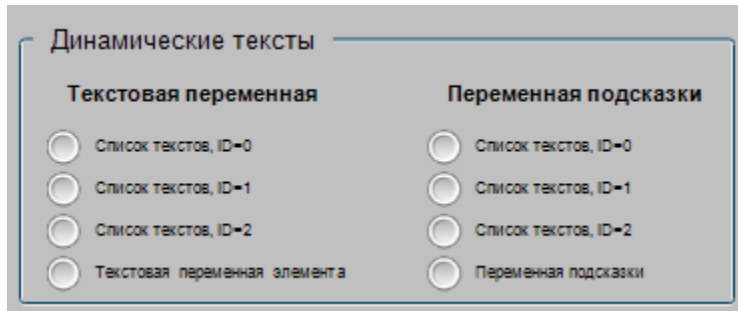 Динамические тексты
Текстовая переменная
Переменная подсказки
Список текстов, ID=0
Список текстов, ID=0
Список текстов, ID=1
Список текстов, ID=1
Список текстов, ID=2
Список текстов, ID=2
Текстовая переменная элемента
Переменная подсказки